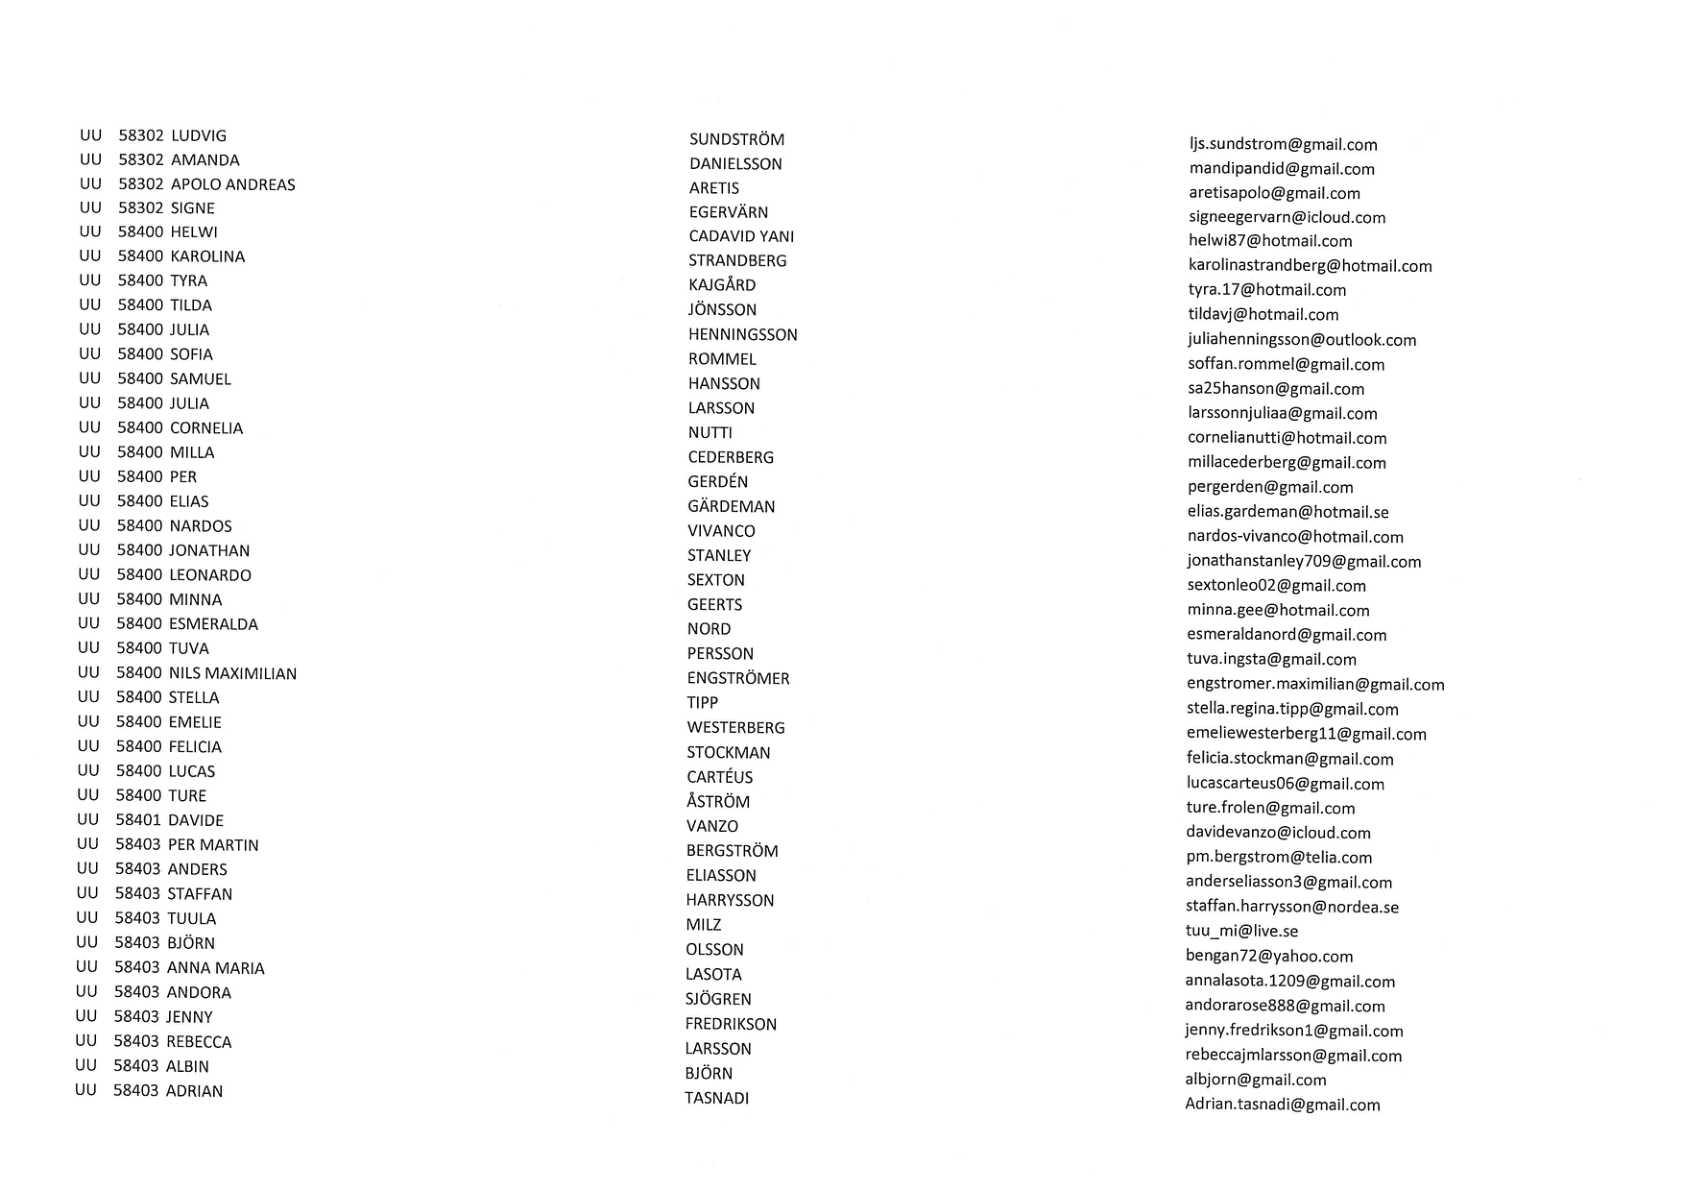 UU 58302 LUDVIG SUNDSTRÖM ljs.sundstrom@gmail.com
UU 58302 AMANDA DANIELSSON mandipandid@gmail.com
UU 58302 APOLO ANDREAS ARETIS aretisapolo@gmail.com
UU 58302 SIGNE EGERVÄRN signeegervarn@icloud.com
UU 58400 HELWI CADAVID YANI helwi87@hotmail.com
UU 58400 KAROLINA STRANDBERG karolinastrandberg@hotmail.com
UU 58400 TYRA KAJGÅRD tyra.17@hotmail.com
UU 58400 TILDA JÖNSSON tildavj@hotmail.com
UU 58400 JULIA HENNINGSSON juliahenningsson@outlook.com
UU 58400 SOFIA ROMMEL soffan.rommel@gmail.com
UU 58400 SAMUEL HANSSON sa25hanson@gmail.com
UU 58400 JULIA LARSSON larssonnjuliaa@gmail.com
UU 58400 CORNELIA NUTTI cornelianutti@hotmail.com
UU 58400 MILLA CEDERBERG millacederberg@gmail.com
UU 58400 PER GERDÉN pergerden@gmail.com
UU 58400 ELIAS GÄRDEMAN elias.gardeman@hotmail.se
UU 58400 NARDOS VIVANCO nardos-vivanco@hotmail.com
UU 58400 JONATHAN STANLEY jonathanstanley709@gmail.com
UU 58400 LEONARDO SEXTON sextonleo02@gmail.com
UU 58400 MINNA GEERTS minna.gee@hotmail.com
UU 58400 ESMERALDA NORD esmeraldanord@gmail.com
UU 58400 TUVA PERSSON tuva.ingsta@gmail.com
UU 58400 NILS MAXIMILIAN ENGSTRÖMER engstromer.maximilian@gmail.com
UU 58400 STELLA TIPP stella.regina.tipp@gmail.com
UU 58400 EMELIE WESTERBERG emeliewesterberg11@gmail.com
UU 58400 FELICIA STOCKMAN felicia.stockman@gmail.com
UU 58400 LUCAS CARTÉUS lucascarteus06@gmail.com
UU 58400 TURE ÅSTRÖM ture.frolen@gmail.com
UU 58401 DAVIDE VANZO davidevanzo@icloud.com
UU 58403 PER MARTIN BERGSTRÖM pm.bergstrom@telia.com
UU 58403 ANDERS ELIASSON anderseliasson3@gmail.com
UU 58403 STAFFAN HARRYSSON staffan.harrysson@nordea.se
UU 58403 TUULA MILZ tuu_mi@live.se
UU 58403 BJÖRN OLSSON bengan72@yahoo.com
UU 58403 ANNA MARIA LASOTA annalasota.1209@gmail.com
UU 58403 ANDORA SJÖGREN andorarose888@gmail.com
UU 58403 JENNY FREDRIKSON jenny.fredrikson1@gmail.com
UU 58403 REBECCA LARSSON rebeccajmlarsson@gmail.com
UU 58403 ALBIN BJÖRN albjorn@gmail.com
UU 58403 ADRIAN TASNADI Adrian.tasnadi@gmail.com